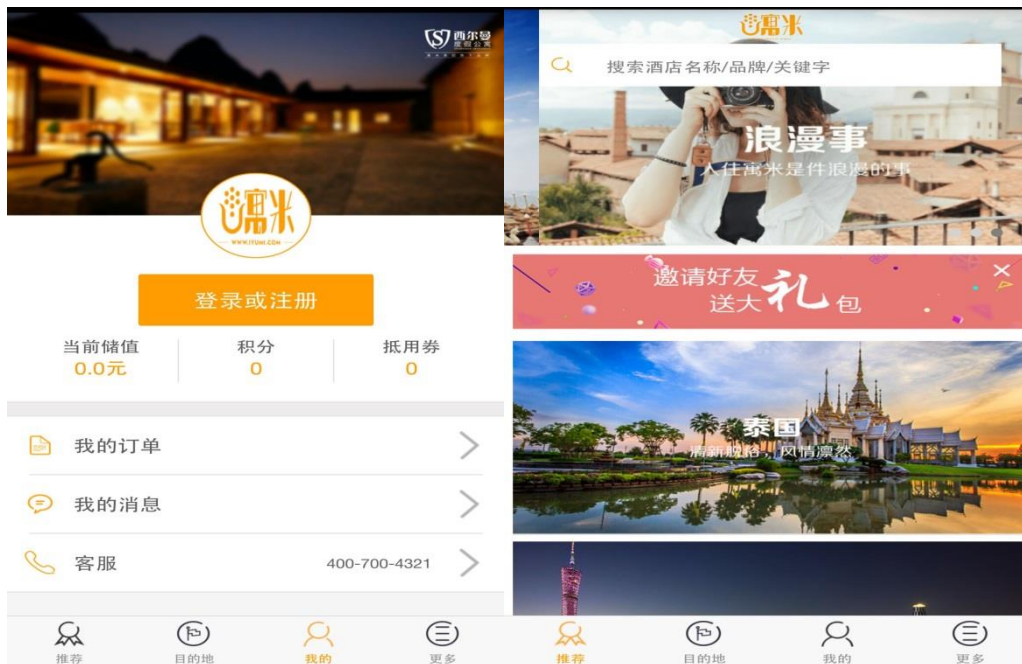 西尔曼
度假公寓
寓米
WWW.IYUMI.COM
登录或注册
当前储值
积分
抵用券
0.0元
0
0
我的订单
我的消息
客服
400-700-4321
推荐
目的地
我的
更多
寓米
搜索酒店名称/品牌/关键字
浪漫事
入住寓米是件浪漫的事
邀请好友
送大礼包
泰国
清新脱俗，风情凛然
推荐
目的地
我的
更多